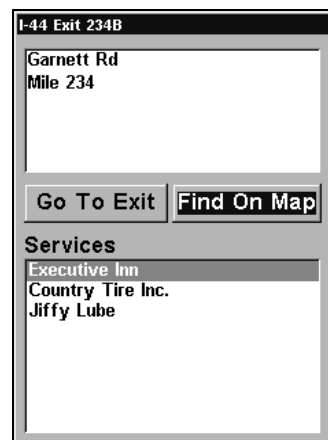 I-44 Exit 234B
Garnett Rd
Mile 234
Go To Exit
Find On Map
Services
Executive Inn
Country Tire Inc.
Jiffy Lube